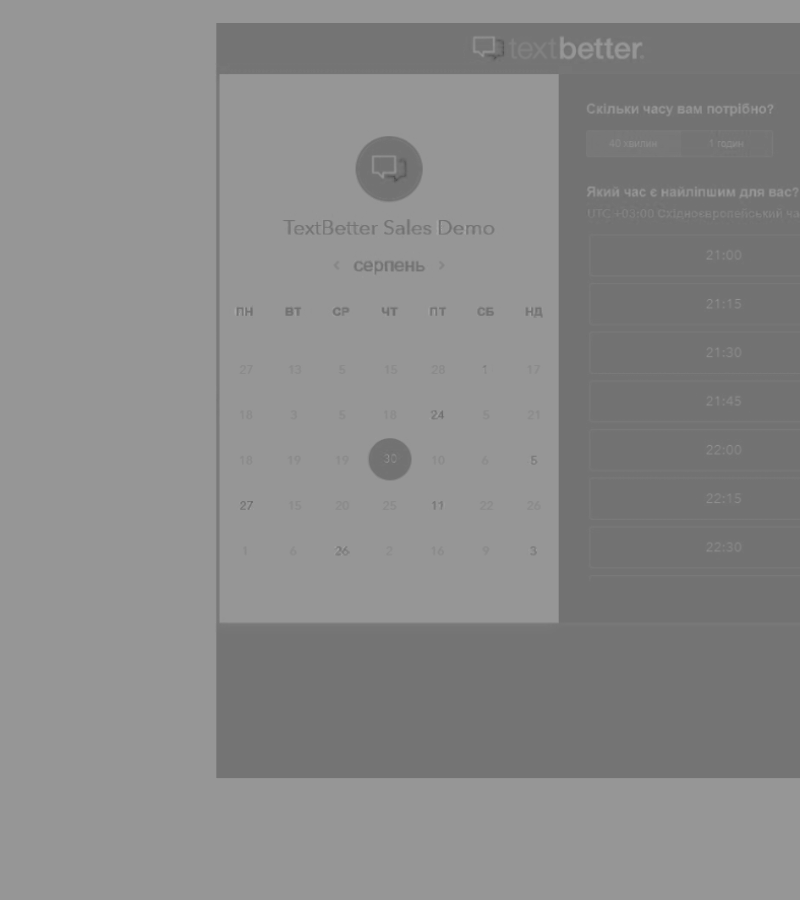 textbetter.
TextBetter Sales Demo
‹ серпень ›
ПН ВТ СР ЧТ ПТ СБ НД
27 13 5 15 28 1 17
18 3 5 18 24 5 21
18 19 19 30 10 6 5
27 15 20 25 11 22 26
1 6 26 2 16 9 3
Скільки часу вам потрібно?
40 хвилин 1 годин
Який час є найліпшим для вас?
UTC +03:00 Східноєвропейський ча
21:00
21:15
21:30
21:45
22:00
22:15
22:30